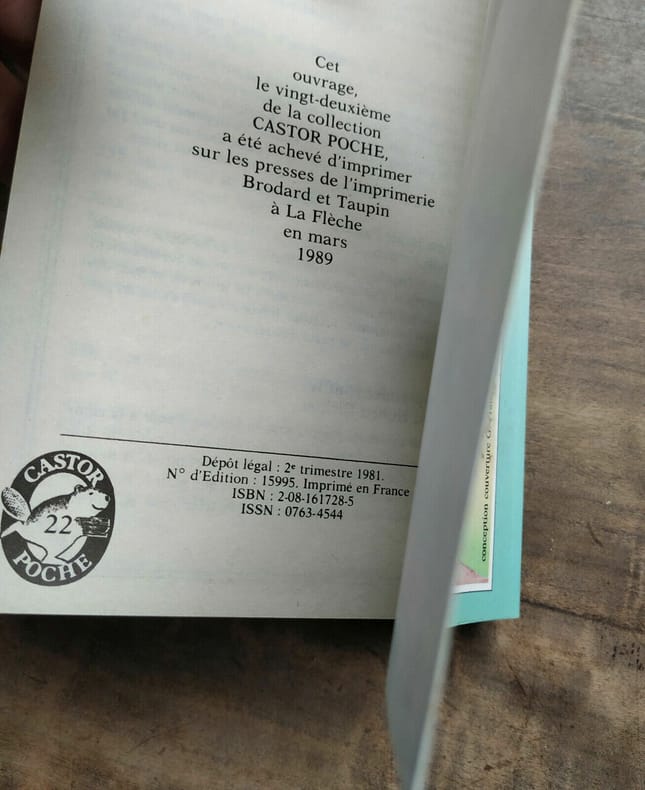 Cet
ouvrage,
le vingt-deuxième
de la collection
CASTOR POCHE,
a été achevé d'imprimer
sur les presses de l'imprimerie
Brodard et Taupin
à La Flèche
en mars
1989
Dépôt légal : 2e trimestre 1981.
N° d'Edition : 15995. Imprimé en France
ISBN : 2-08-161728-5
ISSN : 0763-4544
CASTOR
22
POCHE
conception couverture G.